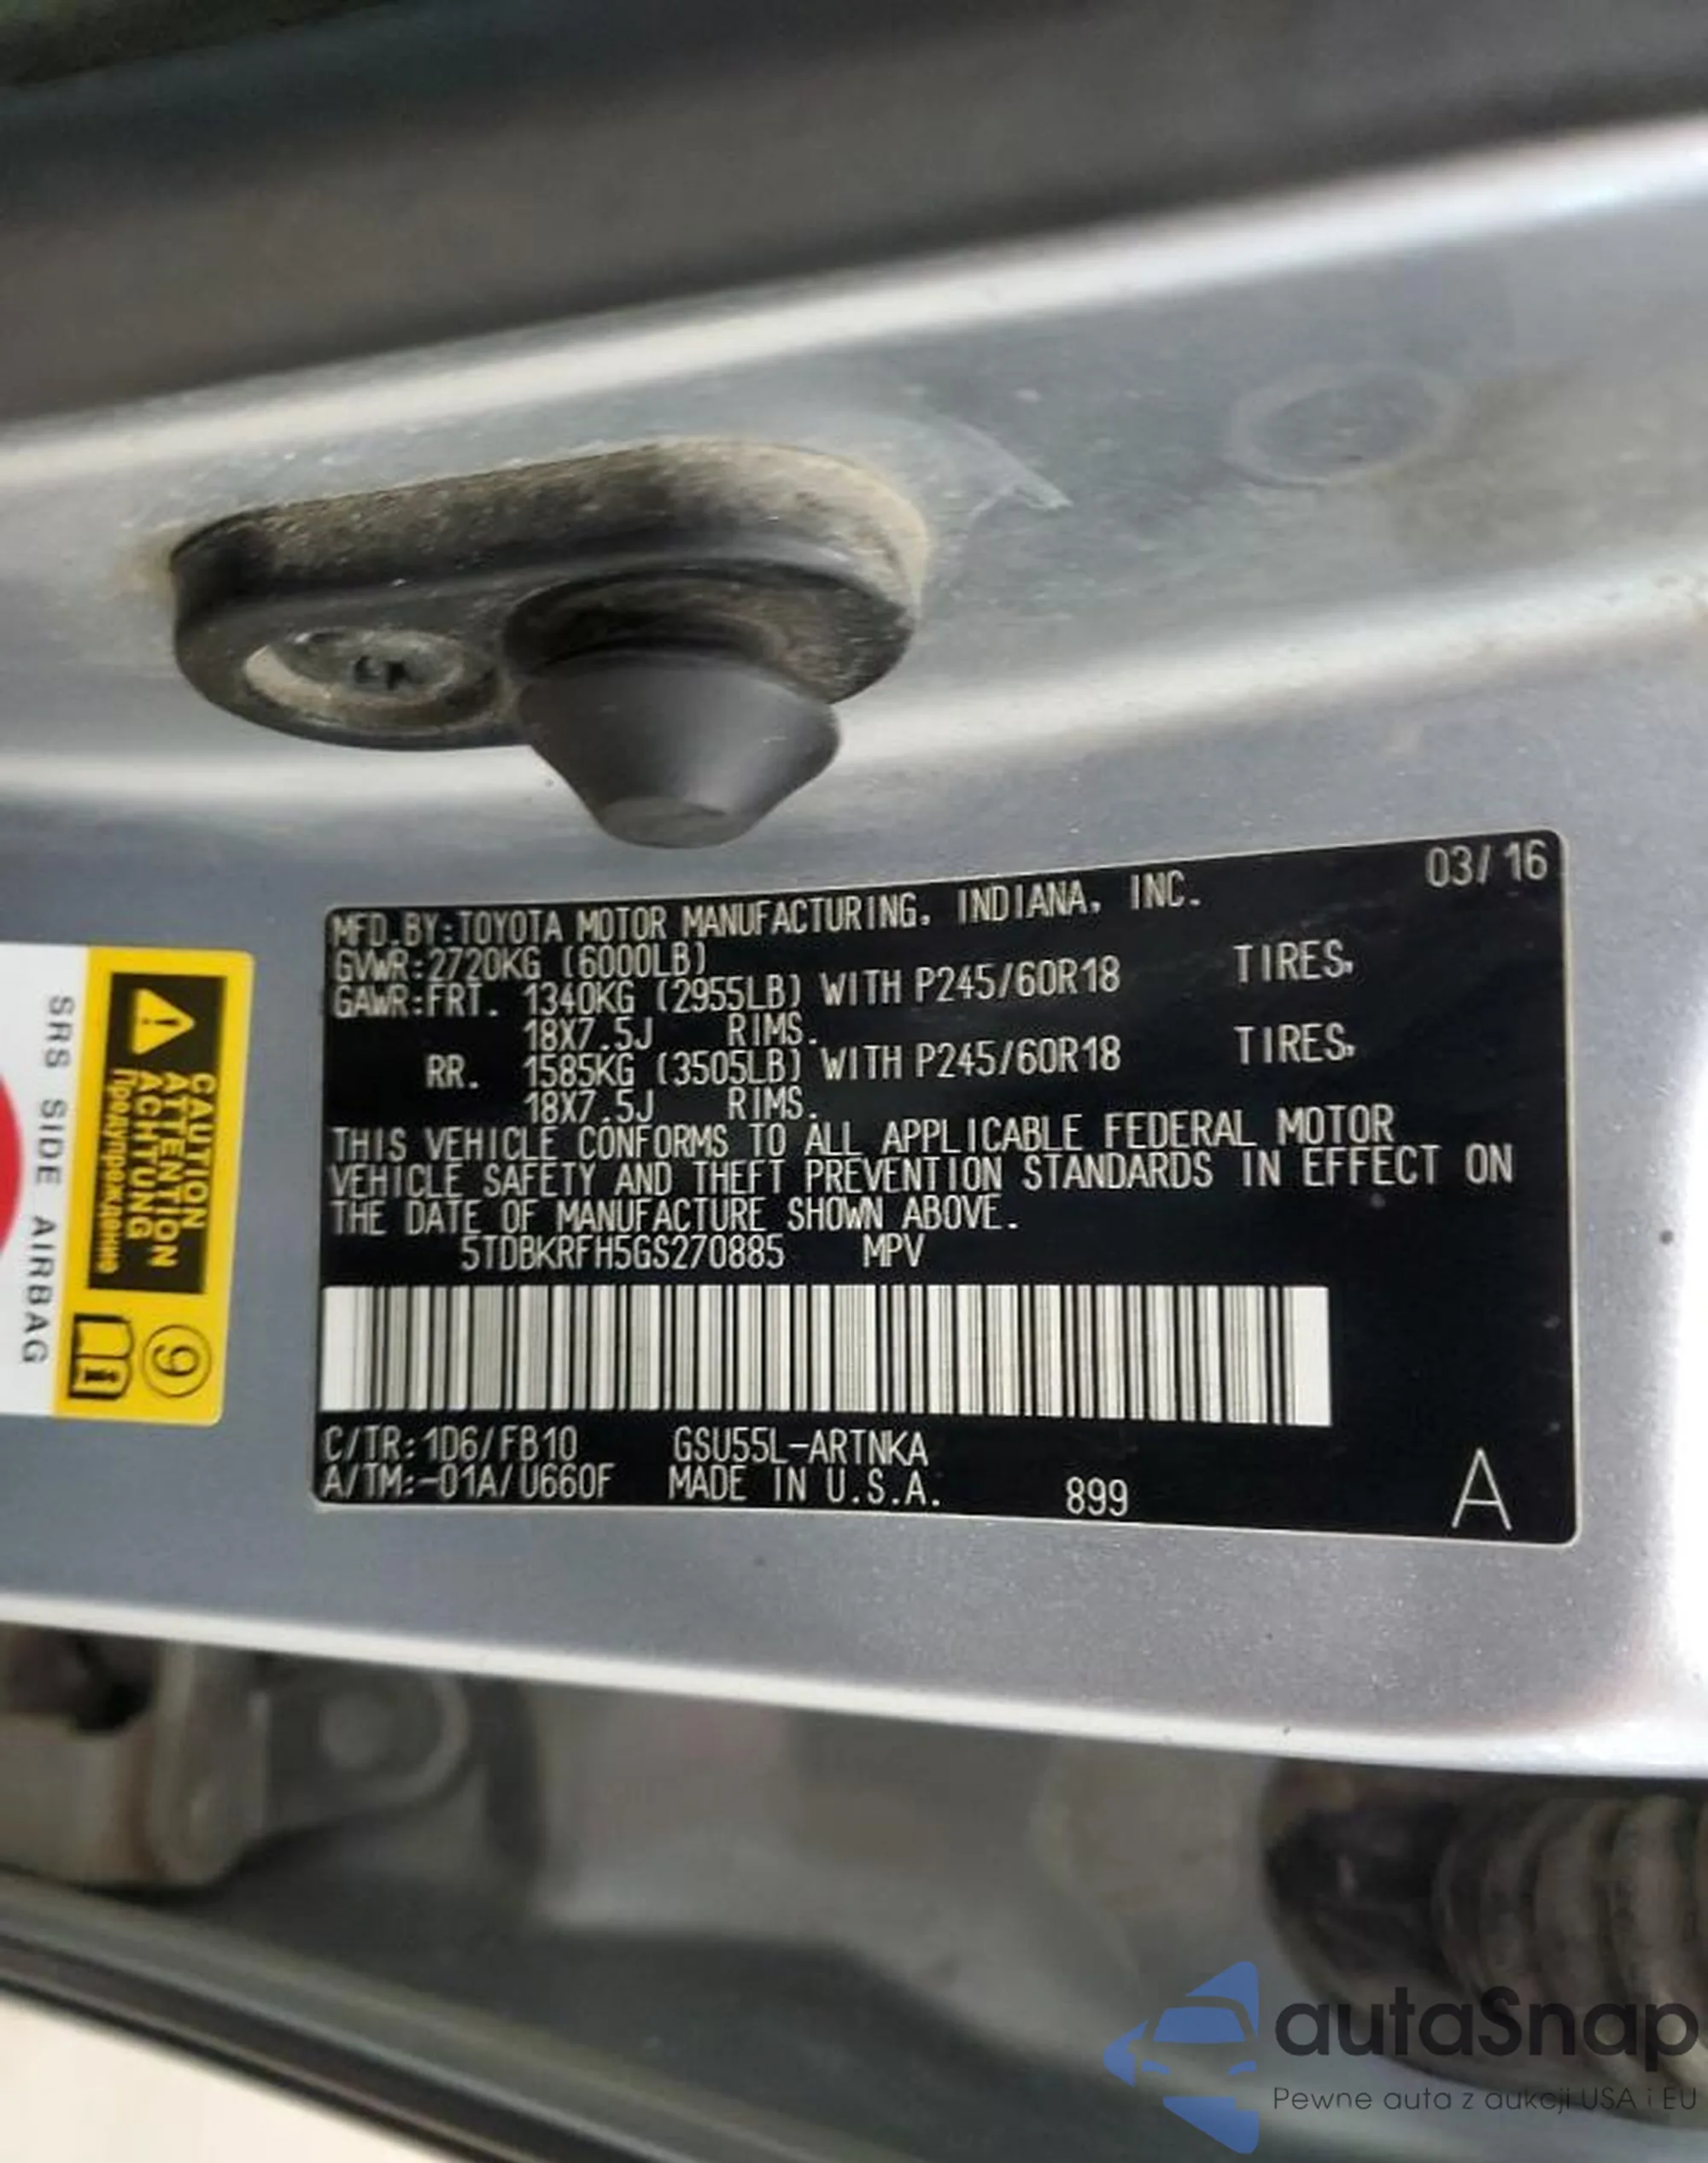 03/16
MFD.BY:TOYOTA MOTOR MANUFACTURING, INDIANA, INC.
GVWR:2720KG (6000LB)
GAWR:FRT. 1340KG (2955LB) WITH P245/60R18 TIRES,
18X7.5J RIMS.
RR. 1585KG (3505LB) WITH P245/60R18 TIRES,
18X7.5J RIMS.
THIS VEHICLE CONFORMS TO ALL APPLICABLE FEDERAL MOTOR
VEHICLE SAFETY AND THEFT PREVENTION STANDARDS IN EFFECT ON
THE DATE OF MANUFACTURE SHOWN ABOVE.
5TDBKRFH5GS270885 MPV
C/TR:1D6/FB10 GSU55L-ARTNKA
A/TM:-01A/U660F MADE IN U.S.A. 899 A
CAUTION
ATTENTION
ACHTUNG
Предупреждение
9
SRS SIDE AIRBAG
autaSnap
Pewne auta z aukcji USA i EU